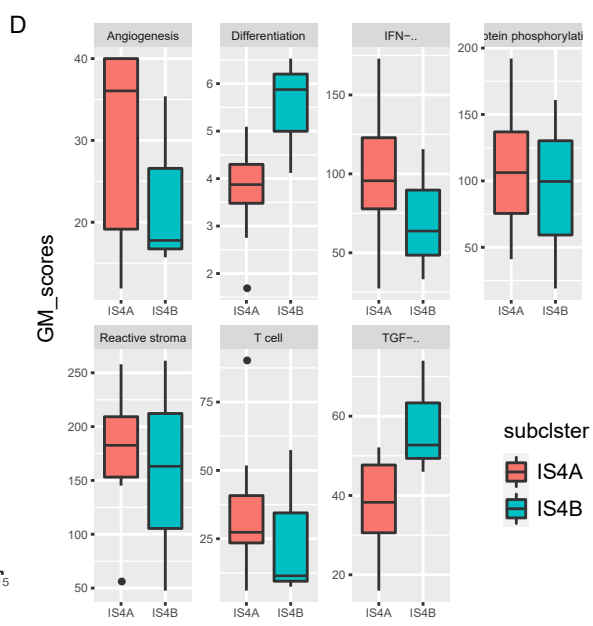 D
Angiogenesis
Differentiation
IFN−..
otein phosphorylati
40
30
20
6
5
4
3
2
150
100
50
200
150
100
50
IS4A
IS4B
IS4A
IS4B
IS4A
IS4B
IS4A
IS4B
GM_scores
Reactive stroma
T cell
TGF−..
250
200
150
100
50
75
50
25
60
40
20
IS4A
IS4B
IS4A
IS4B
IS4A
IS4B
subclster
IS4A
IS4B